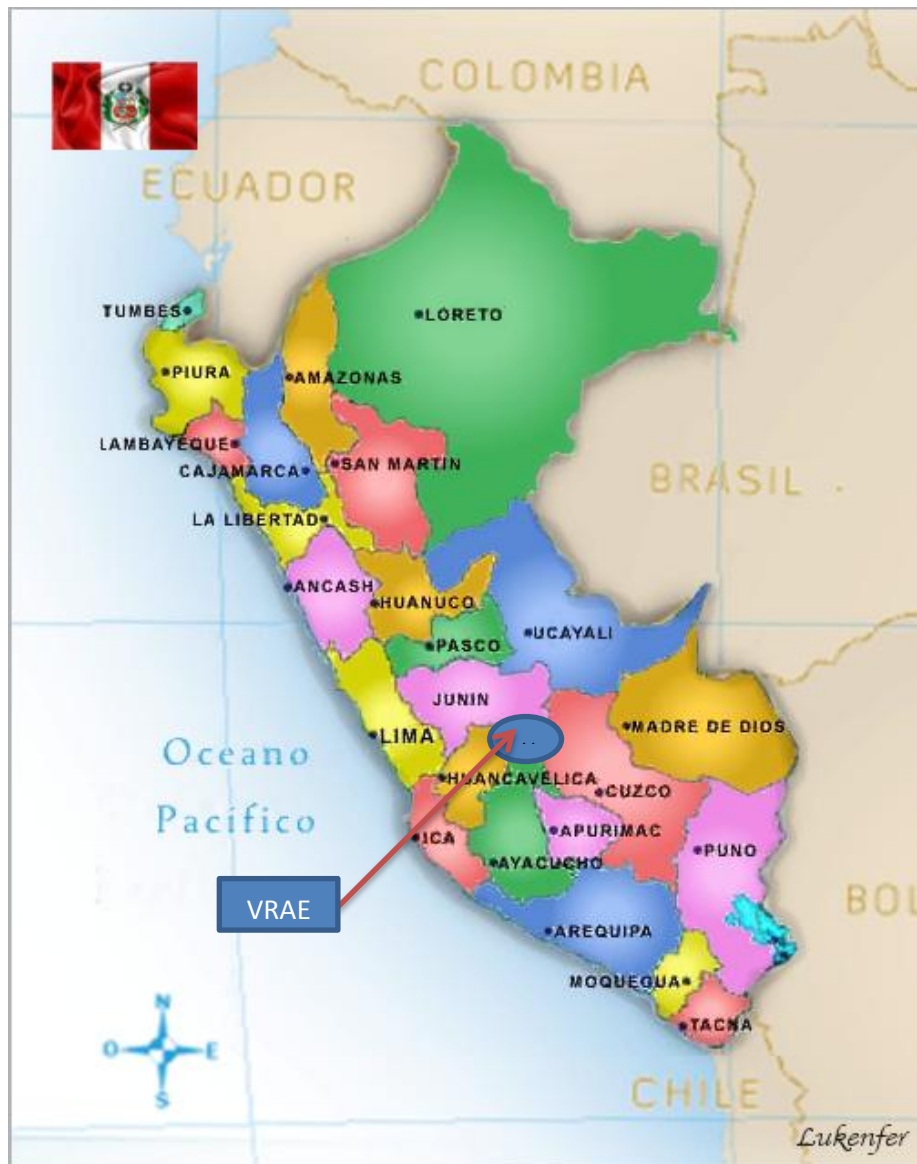 COLOMBIA
ECUADOR
TUMBES
LORETO
PIURA
AMAZONAS
LAMBAYEQUE
SAN MARTIN
CAJAMARCA
BRASIL
LA LIBERTAD
ANCASH
HUANUCO
UCAYALI
PASCO
JUNIN
MADRE DE DIOS
LIMA
Oceano
Pacífico
..
HUANCAVELICA
CUZCO
ICA
APURIMAC
PUNO
AYACUCHO
VRAE
BOL
AREQUIPA
MOQUEGUA
TACNA
N
O
E
S
CHILE
Lukenfer